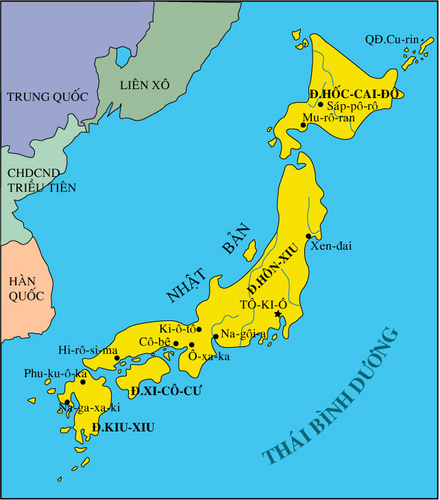 QĐ.Cu-rin
LIÊN XÔ
TRUNG QUỐC
Đ.HỐC-CAI-ĐÔ
Sáp-pô-rô
Mu-rô-ran
CHDCND
TRIỀU TIÊN
Xen-đai
NHẬT BẢN
Đ.HÔN-XIU
HÀN
QUỐC
TÔ-KI-Ô
Ki-ô-tô
Na-gôi-a
Cô-bê
Ô-xa-ka
Hi-rô-si-ma
Phu-ku-ô-ka
Đ.XI-CÔ-CƯ
Na-ga-xa-ki
Đ.KIU-XIU
THÁI BÌNH DƯƠNG